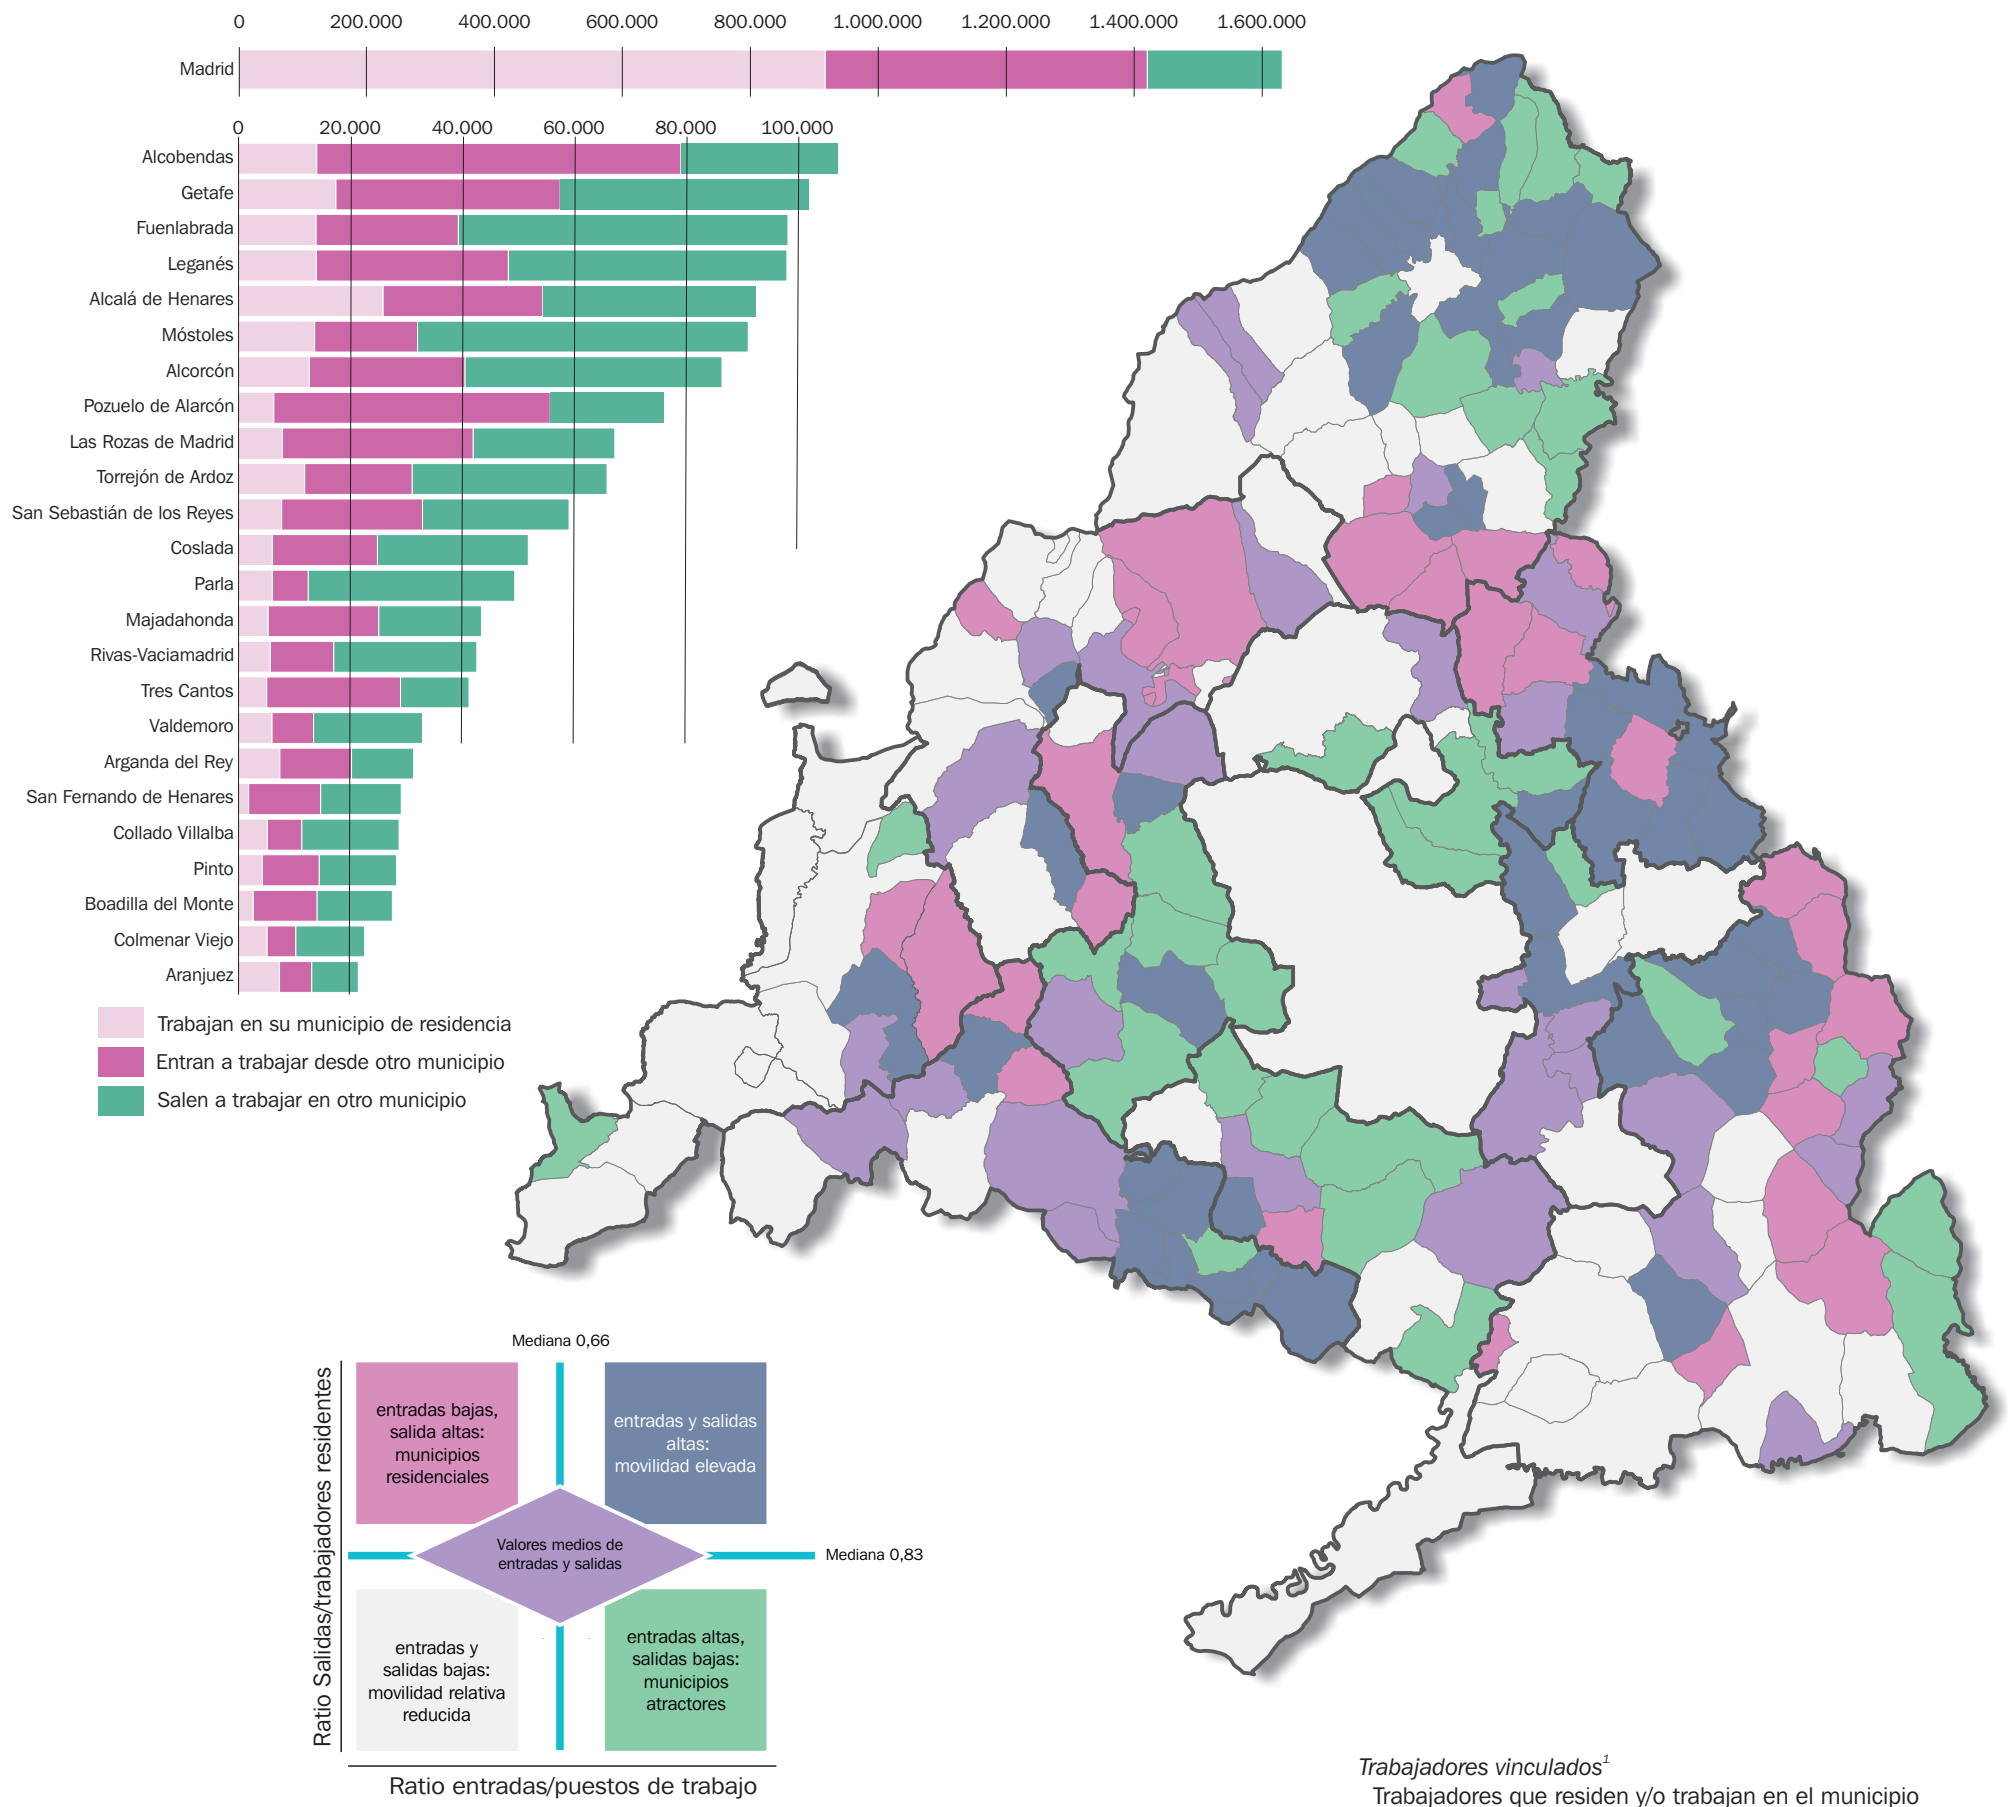 0 200.000 400.000 600.000 800.000 1.000.000 1.200.000 1.400.000 1.600.000
Madrid
0 20.000 40.000 60.000 80.000 100.000
Alcobendas
Getafe
Fuenlabrada
Leganés
Alcalá de Henares
Móstoles
Alcorcón
Pozuelo de Alarcón
Las Rozas de Madrid
Torrejón de Ardoz
San Sebastián de los Reyes
Coslada
Parla
Majadahonda
Rivas-Vaciamadrid
Tres Cantos
Valdemoro
Arganda del Rey
San Fernando de Henares
Collado Villalba
Pinto
Boadilla del Monte
Colmenar Viejo
Aranjuez
Trabajan en su municipio de residencia
Entran a trabajar desde otro municipio
Salen a trabajar en otro municipio
Mediana 0,66
Ratio Salidas/trabajadores residentes
entradas bajas,
salida altas:
municipios
residenciales
entradas y salidas
altas:
movilidad elevada
Valores medios de
entradas y salidas
Mediana 0,83
entradas y
salidas bajas:
movilidad relativa
reducida
entradas altas,
salidas bajas:
municipios
atractores
Ratio entradas/puestos de trabajo
Trabajadores vinculados¹
Trabajadores que residen y/o trabajan en el municipio